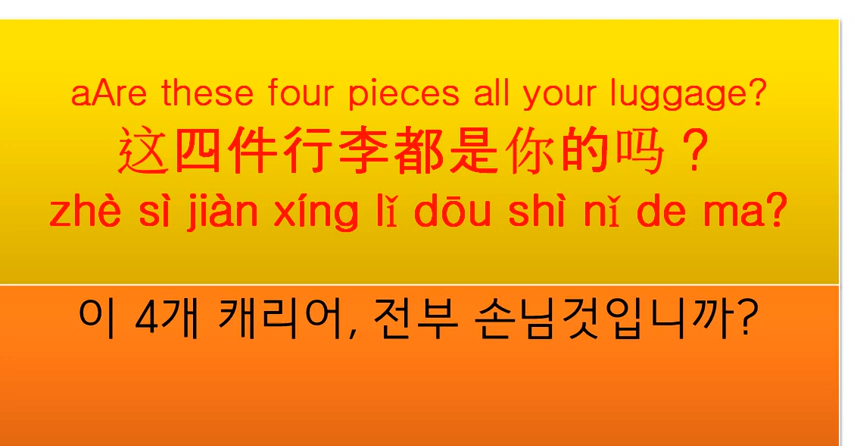 aAre these four pieces all your luggage?
这四件行李都是你的吗？
zhè sì jiàn xíng lǐ dōu shì nǐ de ma?
이 4개 캐리어, 전부 손님것입니까?